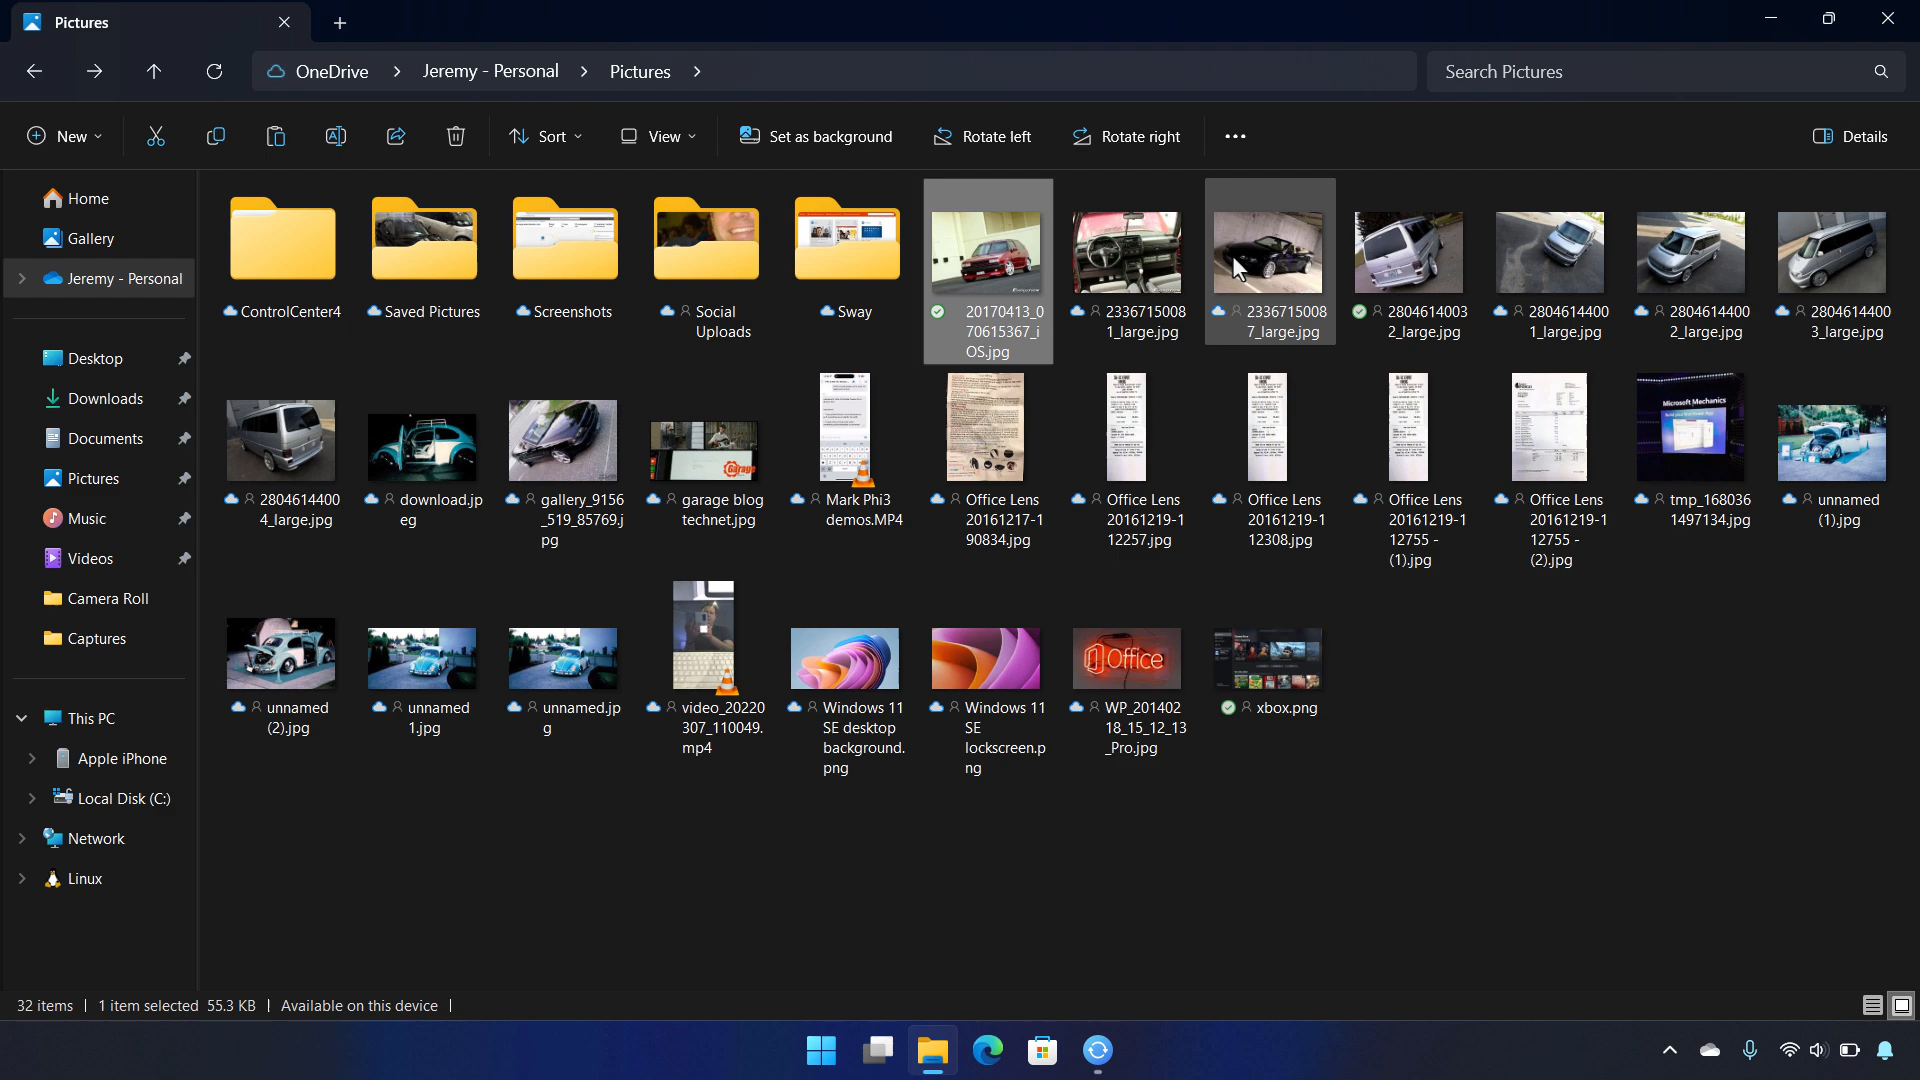 Pictures
OneDrive > Jeremy - Personal > Pictures >
Search Pictures
New
Sort
View
Set as background
Rotate left
Rotate right
Details
Home
Gallery
Jeremy - Personal
Desktop
Downloads
Documents
Pictures
Music
Videos
Camera Roll
Captures
This PC
Apple iPhone
Local Disk (C:)
Network
Linux
ControlCenter4
Saved Pictures
Screenshots
Social
Uploads
Sway
20170413_0
70615367_i
OS.jpg
2336715008
1_large.jpg
2336715008
7_large.jpg
2804614003
2_large.jpg
2804614400
1_large.jpg
2804614400
2_large.jpg
2804614400
3_large.jpg
2804614400
4_large.jpg
download.jp
eg
gallery_9156
_519_85769.j
pg
Garage
garage blog
technet.jpg
Mark Phi3
demos.MP4
Office Lens
20161217-1
90834.jpg
Office Lens
20161219-1
12257.jpg
Office Lens
20161219-1
12308.jpg
Office Lens
20161219-1
12755 -
(1).jpg
Office Lens
20161219-1
12755 -
(2).jpg
Microsoft Mechanics
tmp_168036
1497134.jpg
unnamed
(1).jpg
unnamed
(2).jpg
unnamed
1.jpg
unnamed.jp
g
video_20220
307_110049.
mp4
Windows 11
SE desktop
background.
png
Windows 11
SE
lockscreen.p
ng
Office
WP_201402
18_15_12_13
_Pro.jpg
xbox.png
32 items | 1 item selected 55.3 KB | Available on this device |